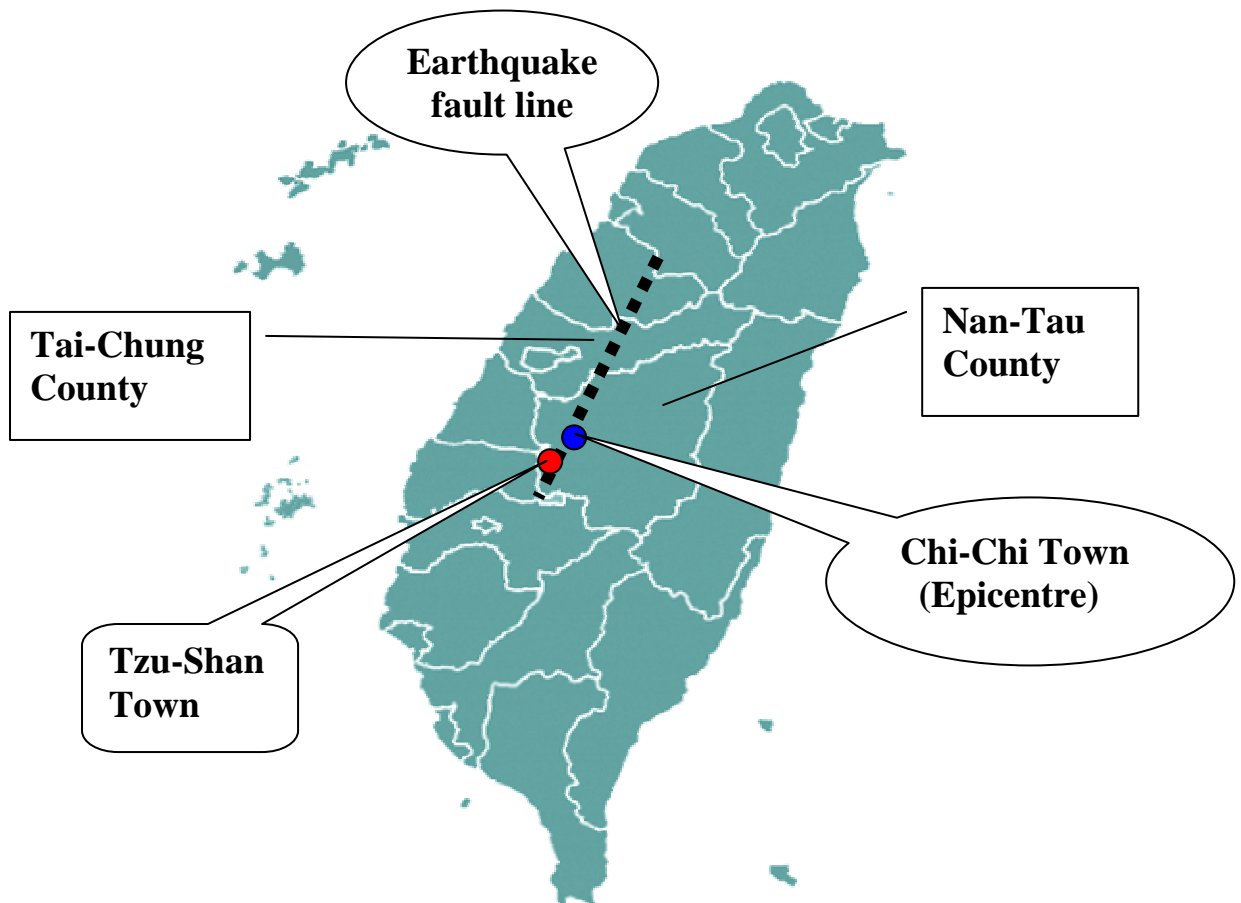 Earthquake
fault line
Tai-Chung
County
Nan-Tau
County
Chi-Chi Town
(Epicentre)
Tzu-Shan
Town